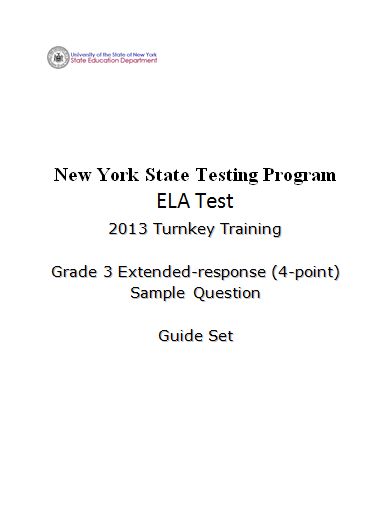 University of the State of New York
State Education Department
New York State Testing Program
ELA Test
2013 Turnkey Training
Grade 3 Extended-response (4-point)
Sample Question
Guide Set